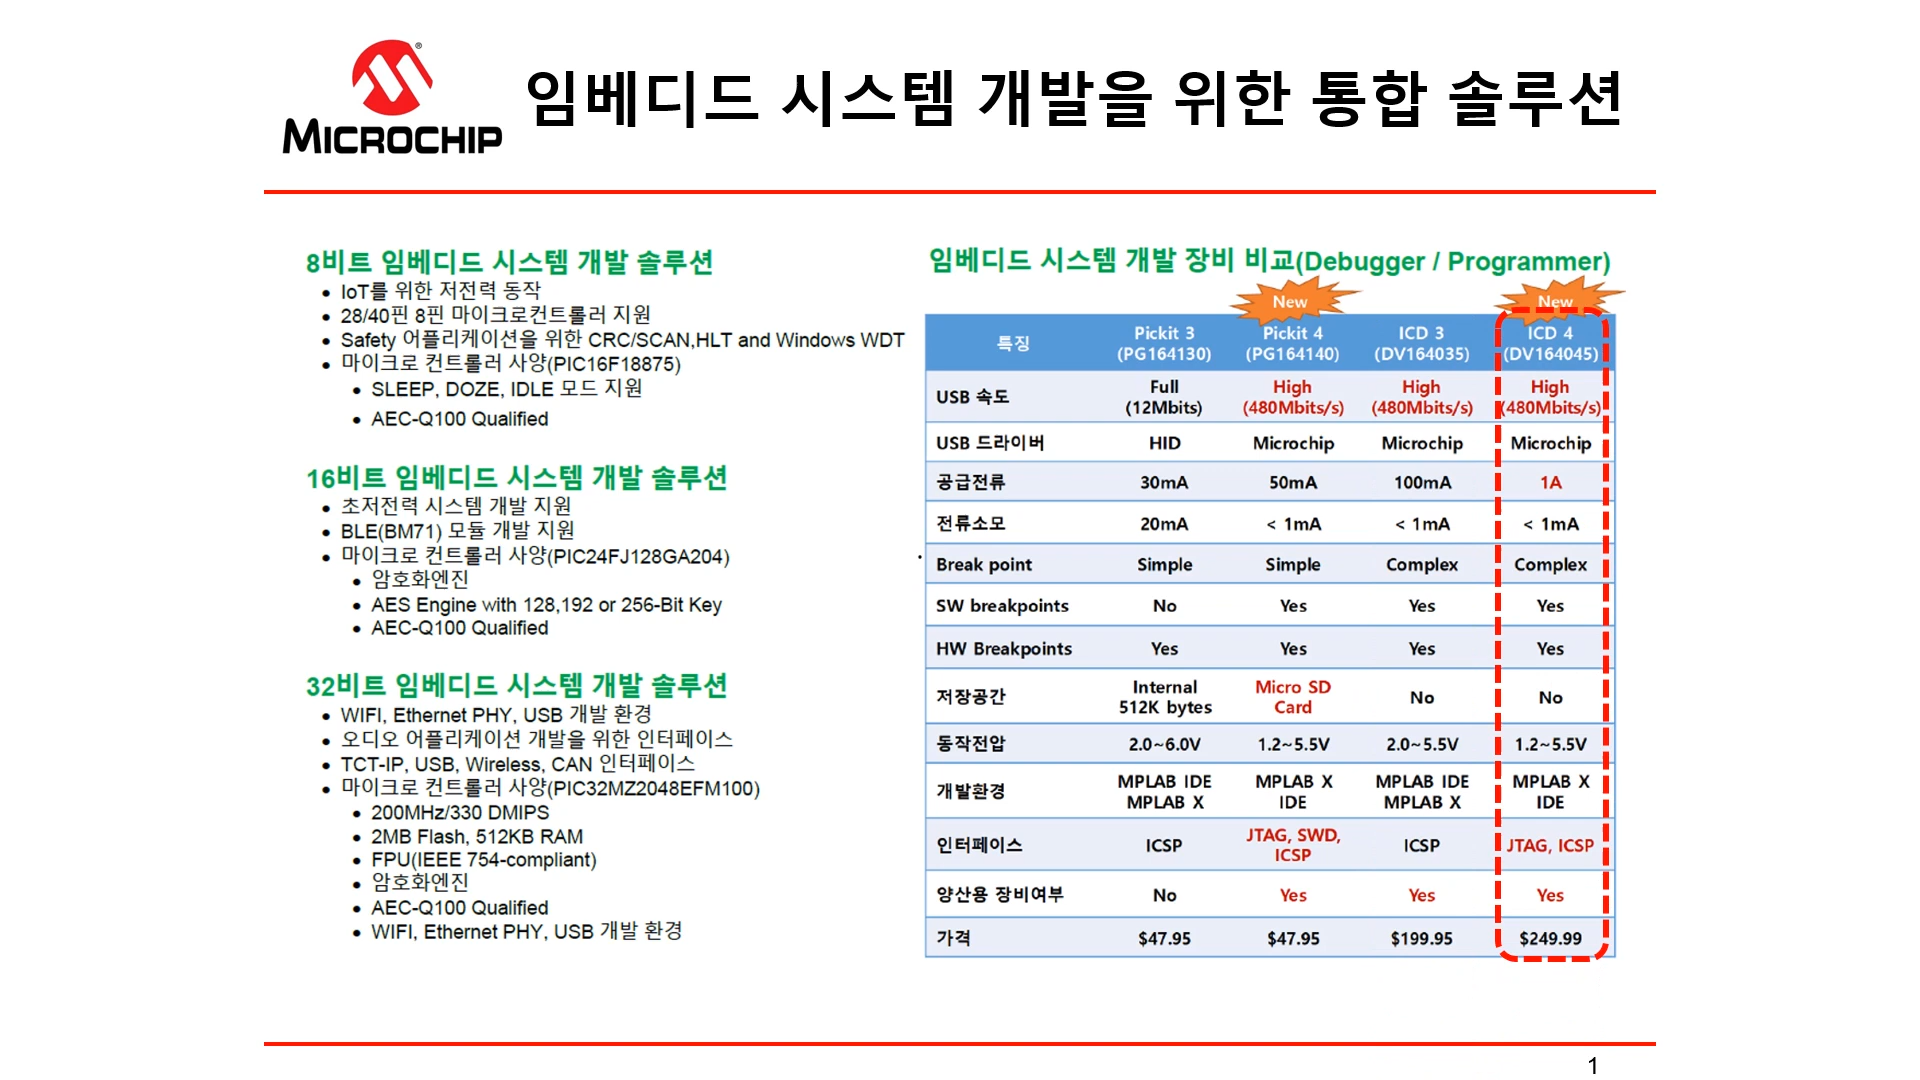 MICROCHIP
임베디드 시스템 개발을 위한 통합 솔루션
8비트 임베디드 시스템 개발 솔루션
• IoT를 위한 저전력 동작
• 28/40핀 8핀 마이크로컨트롤러 지원
• Safety 어플리케이션을 위한 CRC/SCAN,HLT and Windows WDT
• 마이크로 컨트롤러 사양(PIC16F18875)
• SLEEP, DOZE, IDLE 모드 지원
• AEC-Q100 Qualified
16비트 임베디드 시스템 개발 솔루션
• 초저전력 시스템 개발 지원
• BLE(BM71) 모듈 개발 지원
• 마이크로 컨트롤러 사양(PIC24FJ128GA204)
• 암호화엔진
• AES Engine with 128,192 or 256-Bit Key
• AEC-Q100 Qualified
32비트 임베디드 시스템 개발 솔루션
• WIFI, Ethernet PHY, USB 개발 환경
• 오디오 어플리케이션 개발을 위한 인터페이스
• TCT-IP, USB, Wireless, CAN 인터페이스
• 마이크로 컨트롤러 사양(PIC32MZ2048EFM100)
• 200MHz/330 DMIPS
• 2MB Flash, 512KB RAM
• FPU(IEEE 754-compliant)
• 암호화엔진
• AEC-Q100 Qualified
• WIFI, Ethernet PHY, USB 개발 환경
임베디드 시스템 개발 장비 비교(Debugger / Programmer)
New New
특징 Pickit 3 (PG164130) Pickit 4 (PG164140) ICD 3 (DV164035) ICD 4 (DV164045)
USB 속도 Full (12Mbits) High (480Mbits/s) High (480Mbits/s) High (480Mbits/s)
USB 드라이버 HID Microchip Microchip Microchip
공급전류 30mA 50mA 100mA 1A
전류소모 20mA < 1mA < 1mA < 1mA
Break point Simple Simple Complex Complex
SW breakpoints No Yes Yes Yes
HW Breakpoints Yes Yes Yes Yes
저장공간 Internal 512K bytes Micro SD Card No No
동작전압 2.0~6.0V 1.2~5.5V 2.0~5.5V 1.2~5.5V
개발환경 MPLAB IDE MPLAB X MPLAB X IDE MPLAB IDE MPLAB X MPLAB X IDE
인터페이스 ICSP JTAG, SWD, ICSP ICSP JTAG, ICSP
양산용 장비여부 No Yes Yes Yes
가격 $47.95 $47.95 $199.95 $249.99
1